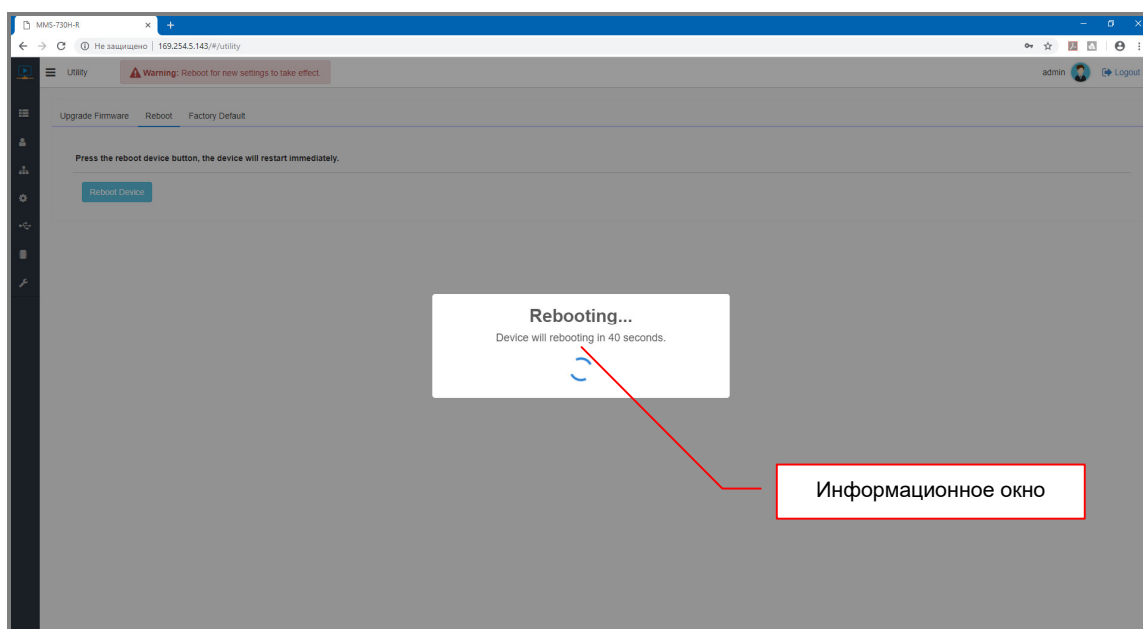 MMS-730H-R
Не защищено | 169.254.5.143/#/utility
Utility
Warning: Reboot for new settings to take effect.
admin
Logout
Upgrade Firmware Reboot Factory Default
Press the reboot device button, the device will restart immediately.
Reboot Device
Rebooting...
Device will rebooting in 40 seconds.
Информационное окно